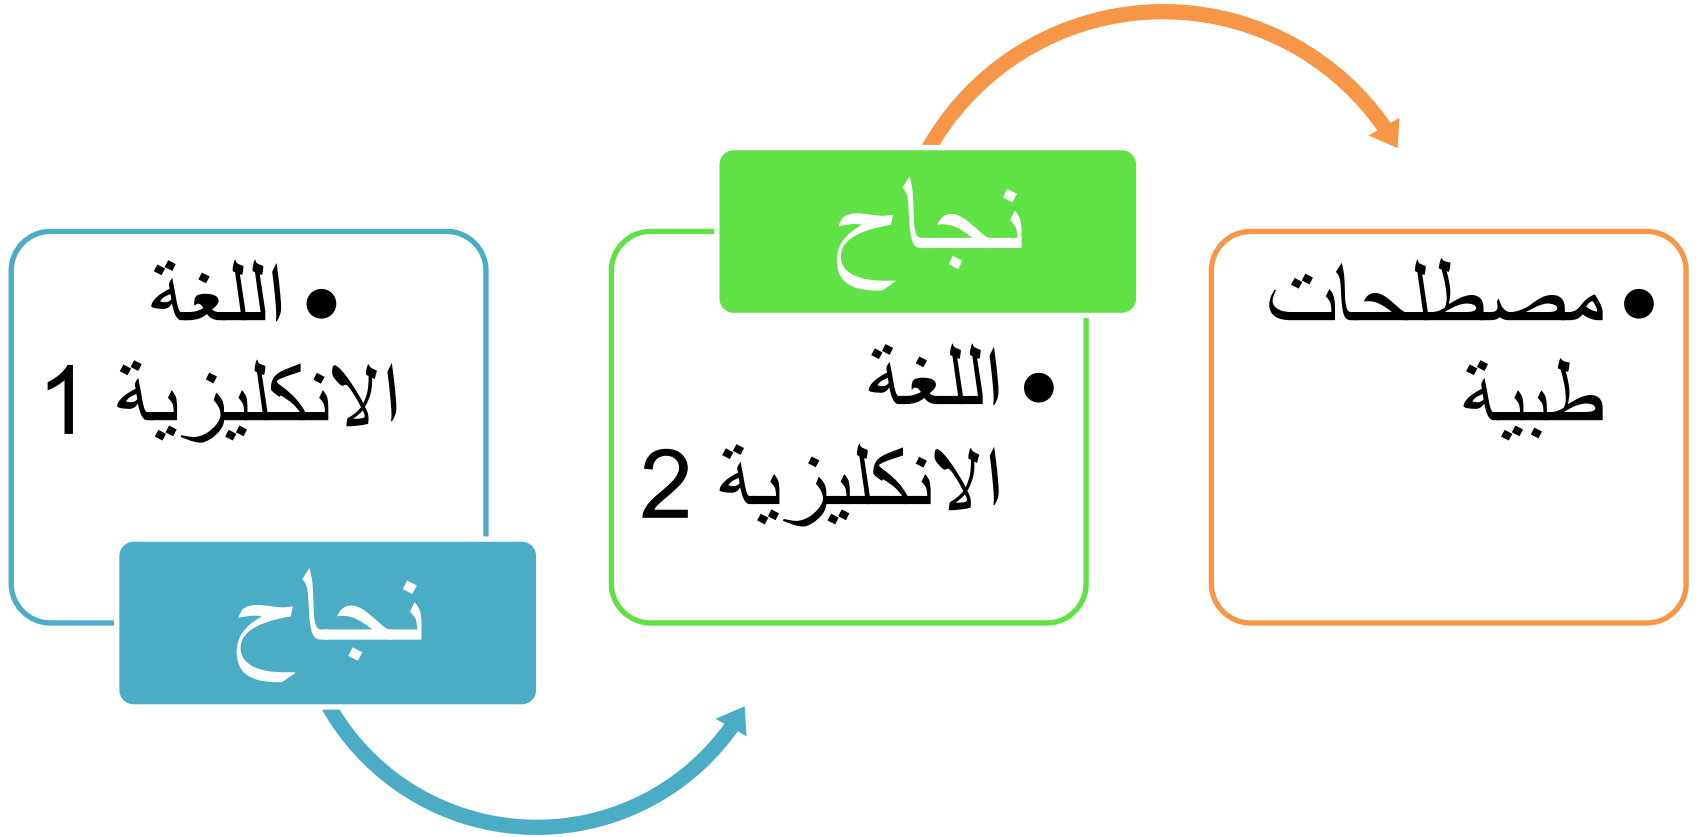 • اللغة
الانكليزية 1
نجاح
نجاح
• اللغة
الانكليزية 2
• مصطلحات
طبية